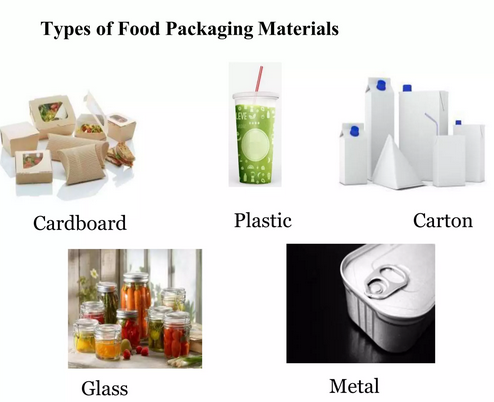 Types of Food Packaging Materials
Cardboard
Plastic
Carton
Glass
Metal